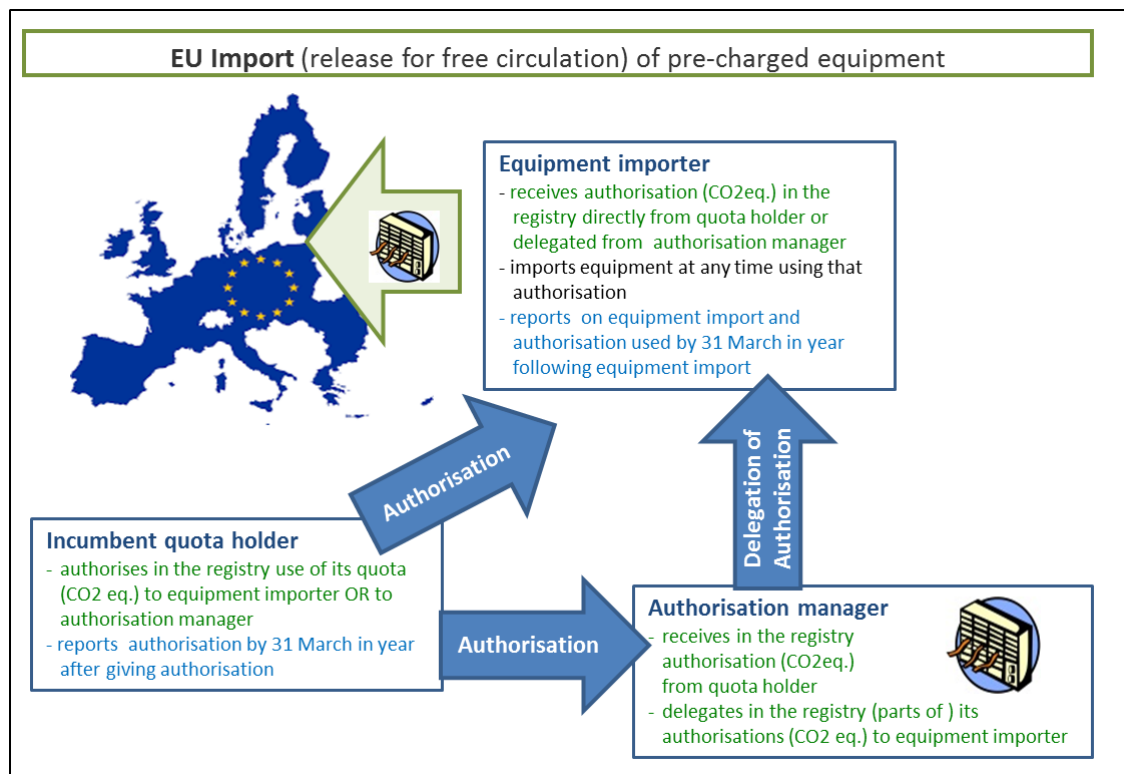 EU Import (release for free circulation) of pre-charged equipment
Equipment importer
- receives authorisation (CO2eq.) in the
registry directly from quota holder or
delegated from authorisation manager
- imports equipment at any time using that
authorisation
- reports on equipment import and
authorisation used by 31 March in year
following equipment import
Authorisation
Delegation of
Authorisation
Incumbent quota holder
- authorises in the registry use of its quota
(CO2 eq.) to equipment importer OR to
authorisation manager
- reports authorisation by 31 March in year
after giving authorisation
Authorisation
Authorisation manager
- receives in the registry
authorisation (CO2eq.)
from quota holder
- delegates in the registry (parts of ) its
authorisations (CO2 eq.) to equipment importer